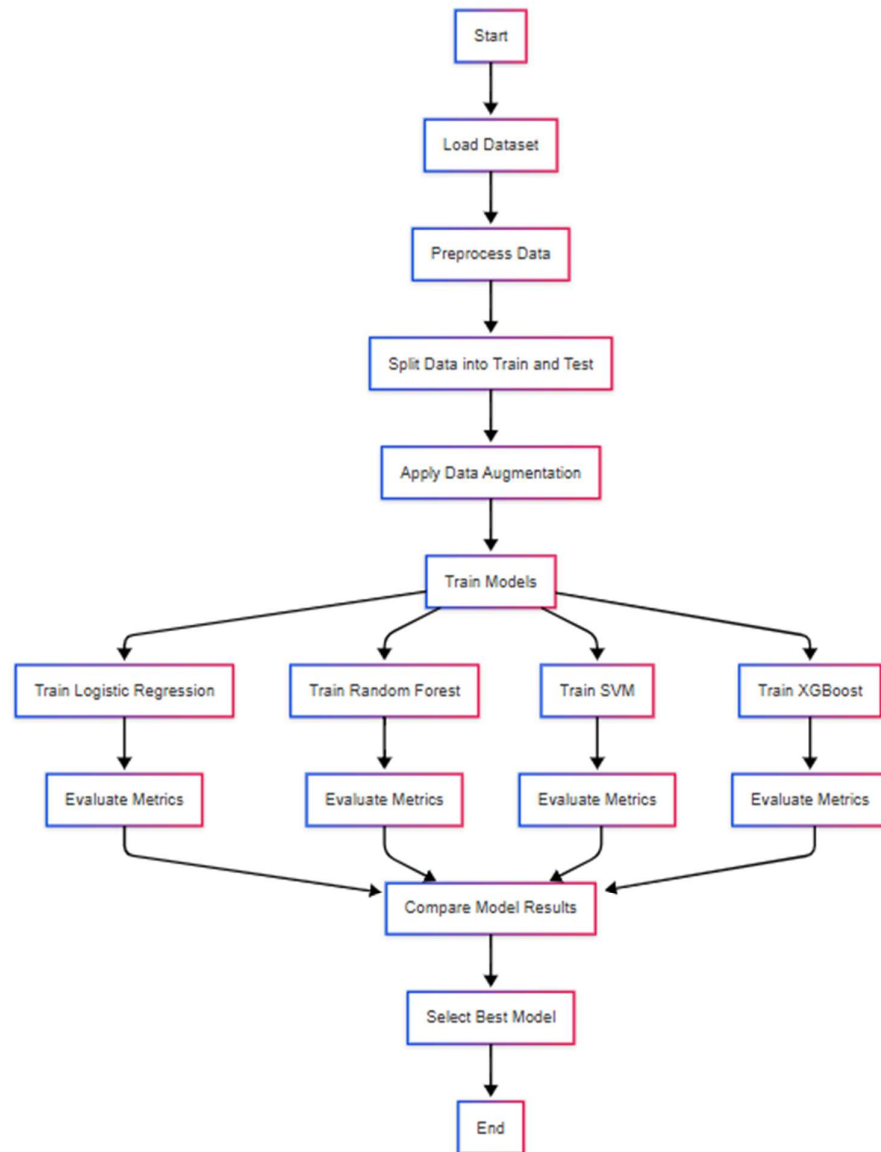 Start
Load Dataset
Preprocess Data
Split Data into Train and Test
Apply Data Augmentation
Train Models
Train Logistic Regression
Train Random Forest
Train SVM
Train XGBoost
Evaluate Metrics
Evaluate Metrics
Evaluate Metrics
Evaluate Metrics
Compare Model Results
Select Best Model
End